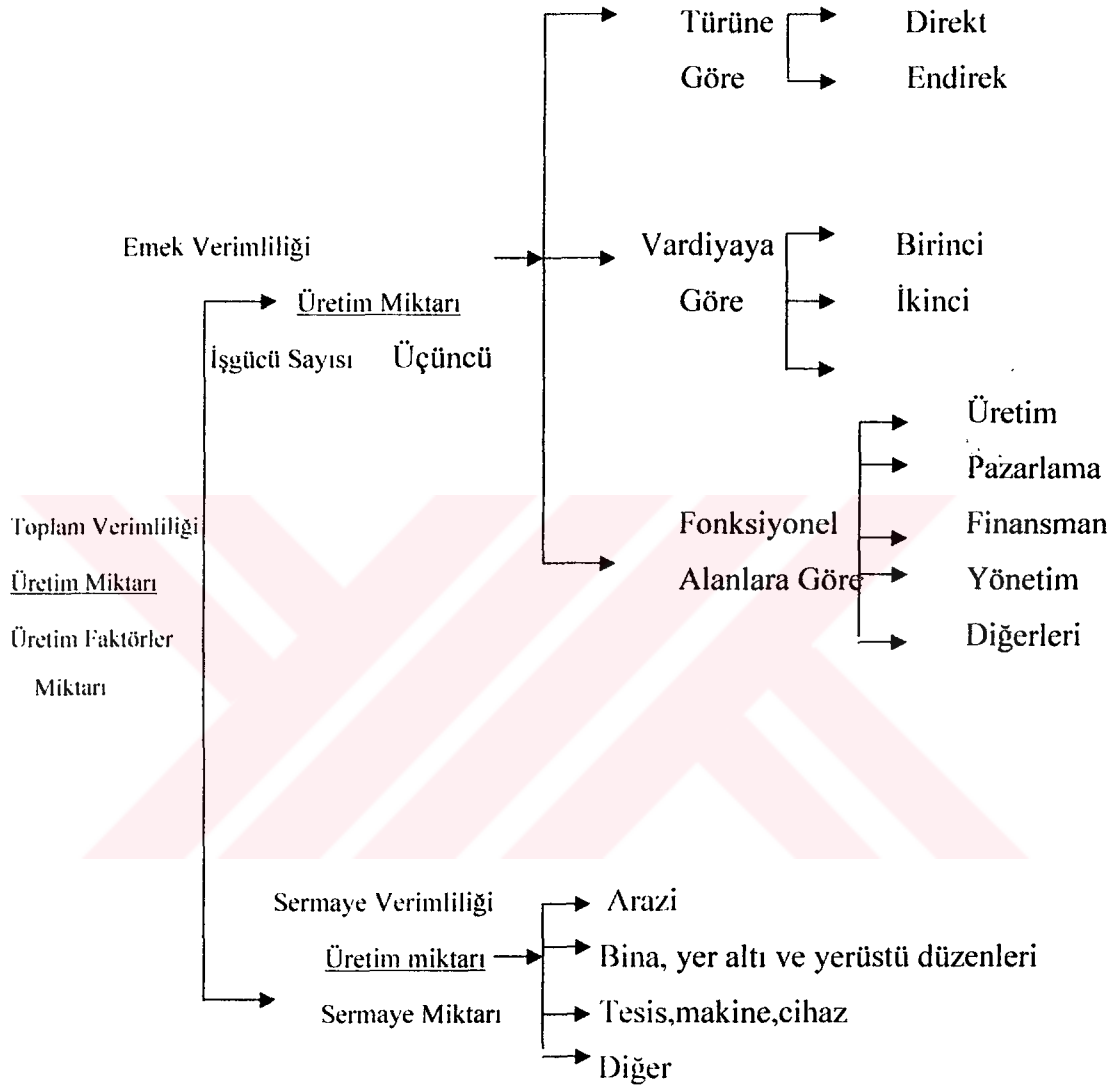 Türüne Direkt
Göre Endirek
Emek Verimliliği Vardiyaya Birinci
Üretim Miktarı Göre İkinci
İşgücü Sayısı Üçüncü
Üretim
Pazarlama
Toplam Verimliliği Fonksiyonel Finansman
Üretim Miktarı Alanlara Göre Yönetim
Üretim Faktörler Diğerleri
Miktarı
Sermaye Verimliliği Arazi
Üretim miktarı Bina, yer altı ve yerüstü düzenleri
Sermaye Miktarı Tesis,makine,cihaz
Diğer